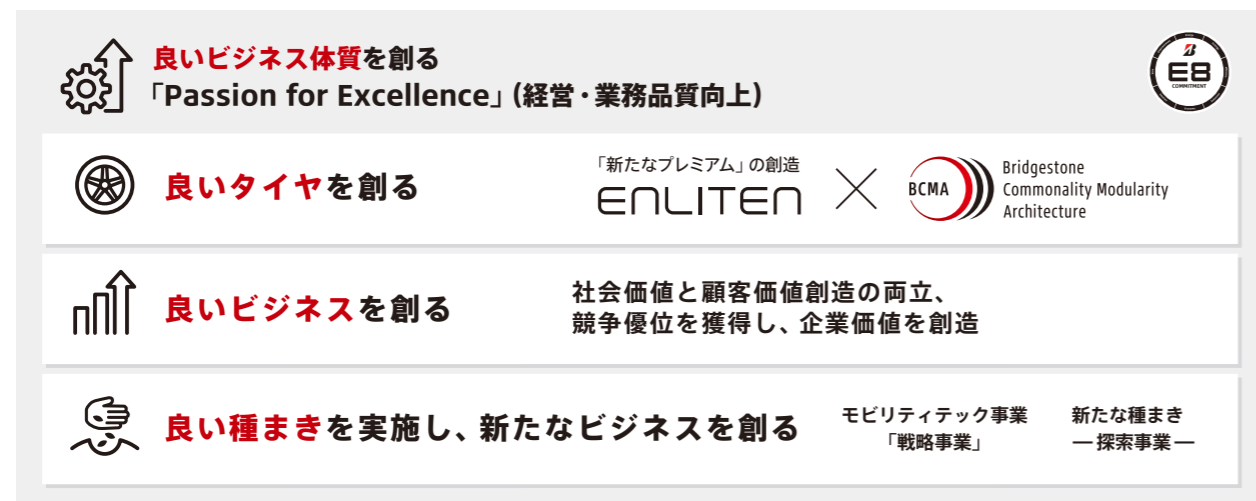 良いビジネス体質を創る
「Passion for Excellence」(経営・業務品質向上)
E8
COMMITMENT
良いタイヤを創る
「新たなプレミアム」の創造
ENLITEN
BCMA
Bridgestone
Commonality Modularity
Architecture
良いビジネスを創る
社会価値と顧客価値創造の両立、
競争優位を獲得し、企業価値を創造
良い種まきを実施し、新たなビジネスを創る
モビリティテック事業
「戦略事業」
新たな種まき
—探索事業—